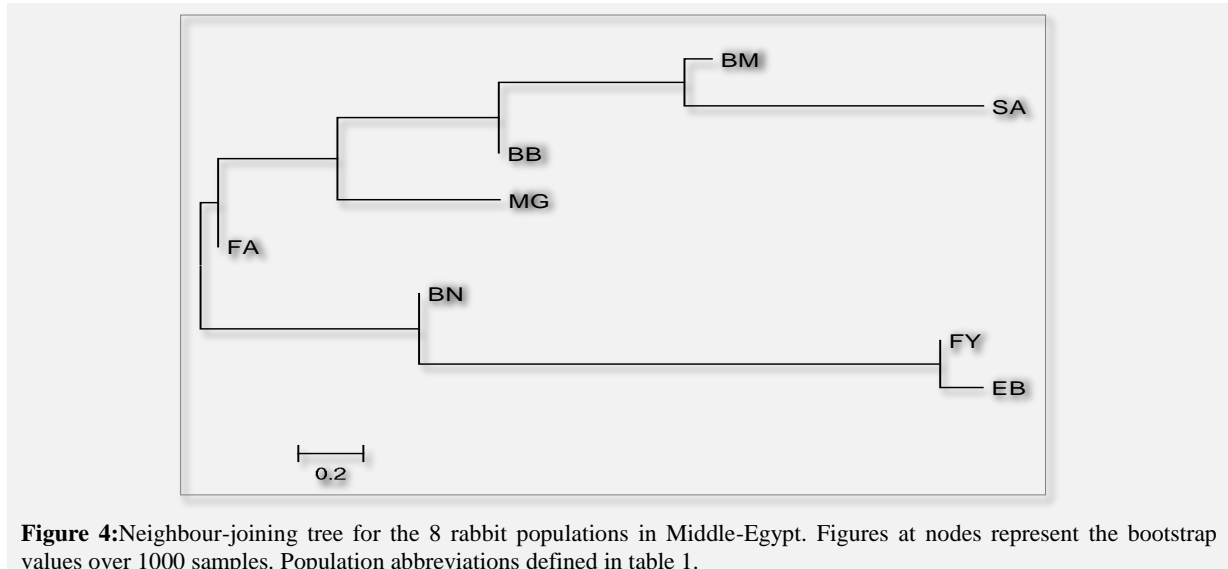 BM
SA
BB
MG
FA
BN
FY
EB
0.2
Figure 4:Neighbour-joining tree for the 8 rabbit populations in Middle-Egypt. Figures at nodes represent the bootstrap
values over 1000 samples. Population abbreviations defined in table 1.